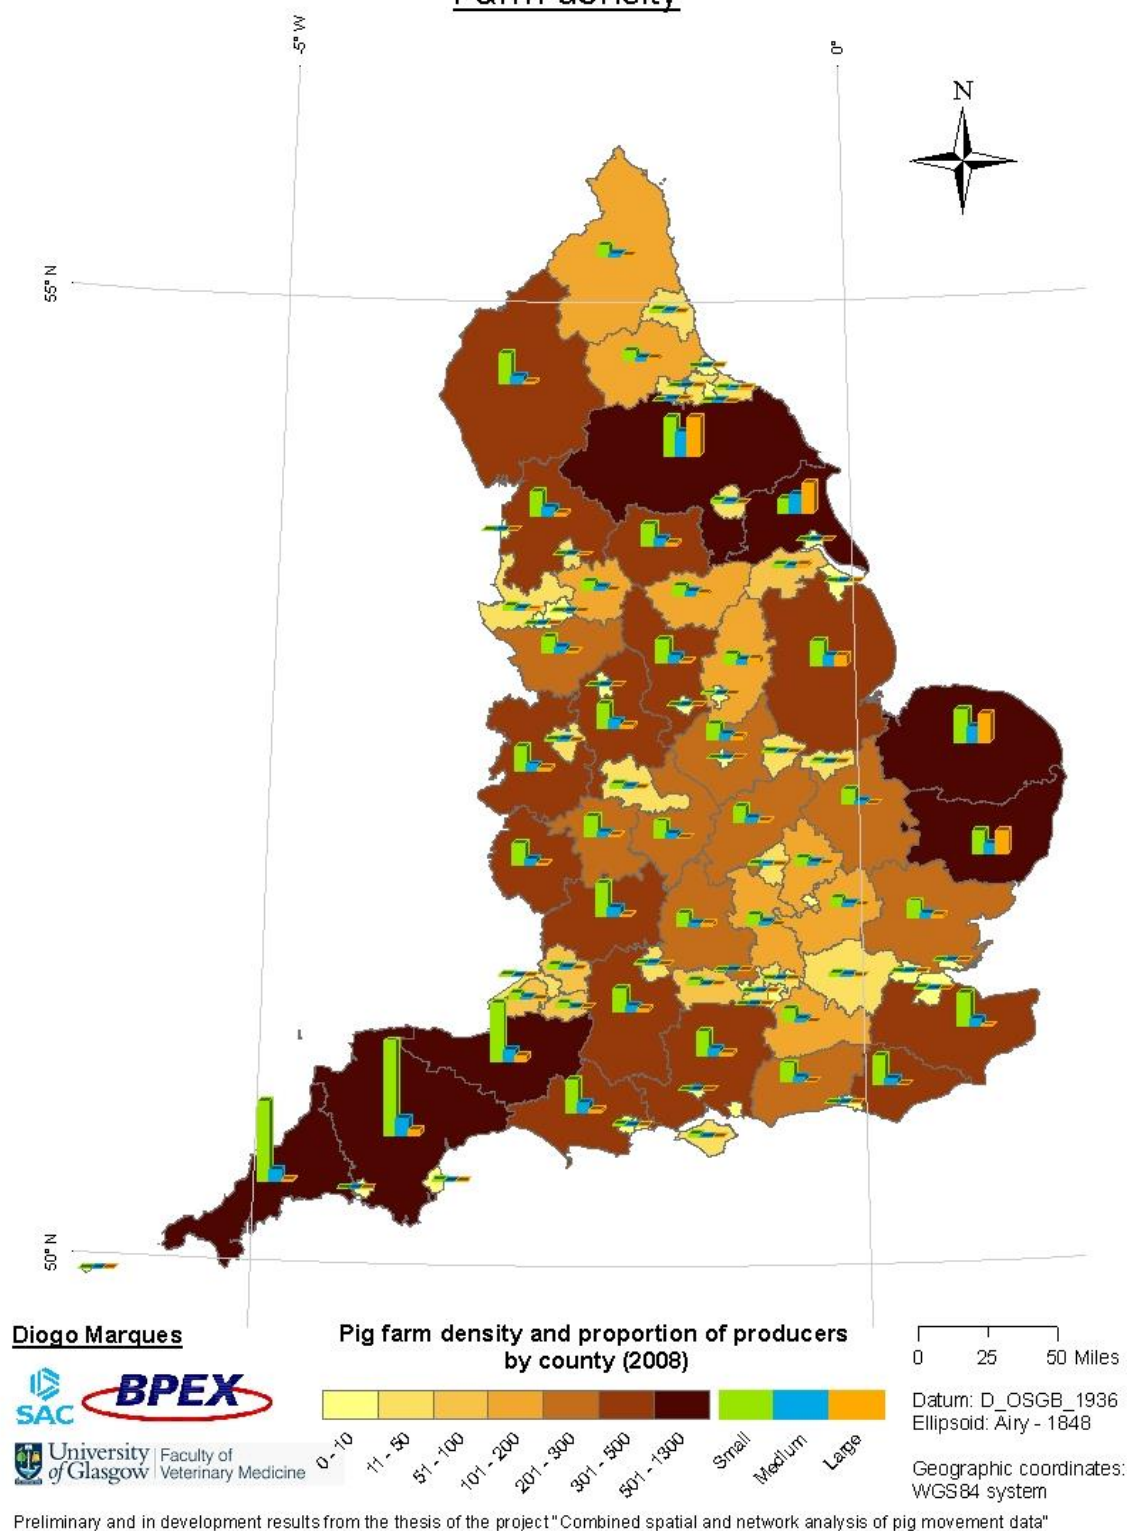 -5° W
0°
N
55° N
50° N
Diogo Marques
SAC
BPEX
University of Glasgow
Faculty of Veterinary Medicine
Pig farm density and proportion of producers
by county (2008)
0 - 10
11 - 50
51 - 100
101 - 200
201 - 300
301 - 500
501 - 1300
Small
Medium
Large
0 25 50 Miles
Datum: D_OSGB_1936
Ellipsoid: Airy - 1848
Geographic coordinates:
WGS84 system
Preliminary and in development results from the thesis of the project "Combined spatial and network analysis of pig movement data"